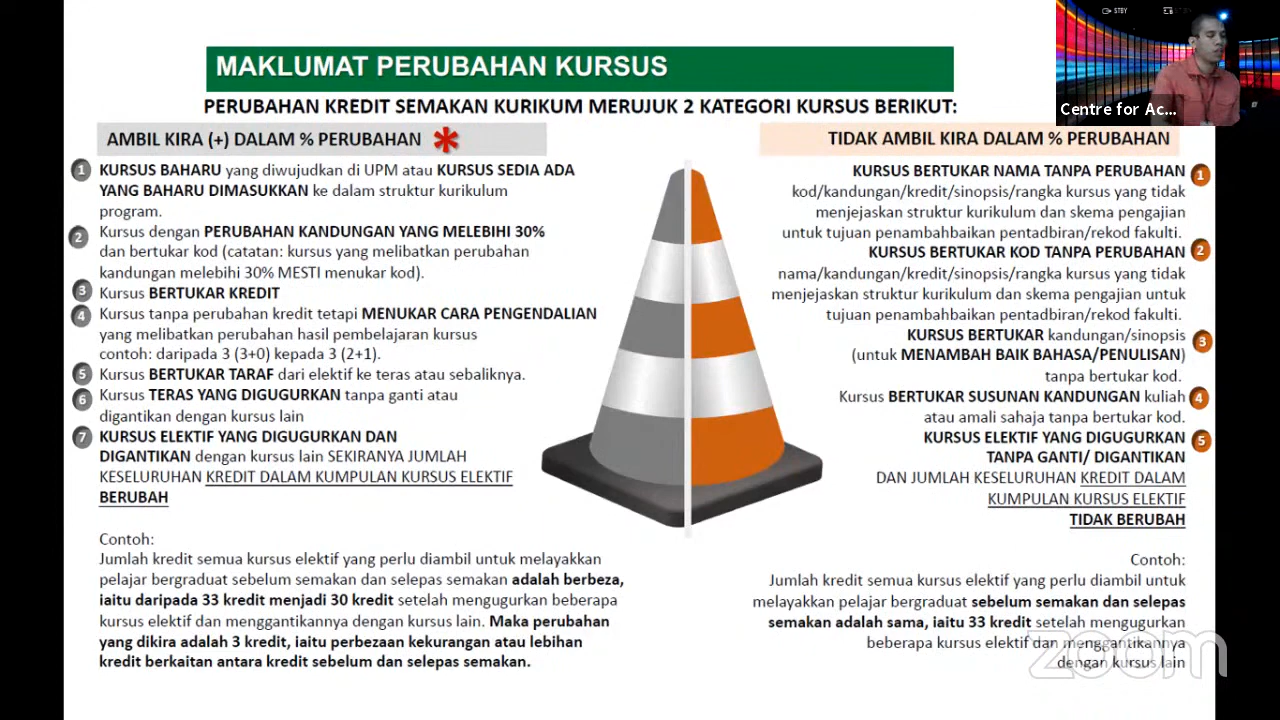 MAKLUMAT PERUBAHAN KURSUS
PERUBAHAN KREDIT SEMAKAN KURIKUM MERUJUK 2 KATEGORI KURSUS BERIKUT:
AMBIL KIRA (+) DALAM % PERUBAHAN *
1 KURSUS BAHARU yang diwujudkan di UPM atau KURSUS SEDIA ADA
YANG BAHARU DIMASUKKAN ke dalam struktur kurikulum
program.
2 Kursus dengan PERUBAHAN KANDUNGAN YANG MELEBIHI 30%
dan bertukar kod (catatan: kursus yang melibatkan perubahan
kandungan melebihi 30% MESTI menukar kod).
3 Kursus BERTUKAR KREDIT
4 Kursus tanpa perubahan kredit tetapi MENUKAR CARA PENGENDALIAN
yang melibatkan perubahan hasil pembelajaran kursus
contoh: daripada 3 (3+0) kepada 3 (2+1).
5 Kursus BERTUKAR TARAF dari elektif ke teras atau sebaliknya.
6 Kursus TERAS YANG DIGUGURKAN tanpa ganti atau
digantikan dengan kursus lain
7 KURSUS ELEKTIF YANG DIGUGURKAN DAN
DIGANTIKAN dengan kursus lain SEKIRANYA JUMLAH
KESELURUHAN KREDIT DALAM KUMPULAN KURSUS ELEKTIF
BERUBAH
Contoh:
Jumlah kredit semua kursus elektif yang perlu diambil untuk melayakkan
pelajar bergraduat sebelum semakan dan selepas semakan adalah berbeza,
iaitu daripada 33 kredit menjadi 30 kredit setelah mengugurkan beberapa
kursus elektif dan menggantikannya dengan kursus lain. Maka perubahan
yang dikira adalah 3 kredit, iaitu perbezaan kekurangan atau lebihan
kredit berkaitan antara kredit sebelum dan selepas semakan.
TIDAK AMBIL KIRA DALAM % PERUBAHAN
KURSUS BERTUKAR NAMA TANPA PERUBAHAN 1
kod/kandungan/kredit/sinopsis/rangka kursus yang tidak
menjejaskan struktur kurikulum dan skema pengajian
untuk tujuan penambahbaikan pentadbiran/rekod fakulti.
KURSUS BERTUKAR KOD TANPA PERUBAHAN 2
nama/kandungan/kredit/sinopsis/rangka kursus yang tidak
menjejaskan struktur kurikulum dan skema pengajian untuk
tujuan penambahbaikan pentadbiran/rekod fakulti.
KURSUS BERTUKAR kandungan/sinopsis 3
(untuk MENAMBAH BAIK BAHASA/PENULISAN)
tanpa bertukar kod.
Kursus BERTUKAR SUSUNAN KANDUNGAN kuliah 4
atau amali sahaja tanpa bertukar kod.
KURSUS ELEKTIF YANG DIGUGURKAN 5
TANPA GANTI/ DIGANTIKAN
DAN JUMLAH KESELURUHAN KREDIT DALAM
KUMPULAN KURSUS ELEKTIF
TIDAK BERUBAH
Contoh:
Jumlah kredit semua kursus elektif yang perlu diambil untuk
melayakkan pelajar bergraduat sebelum semakan dan selepas
semakan adalah sama, iaitu 33 kredit setelah mengugurkan
beberapa kursus elektif dan menggantikannya
dengan kursus lain
STBY
Centre for Ac...
zoom